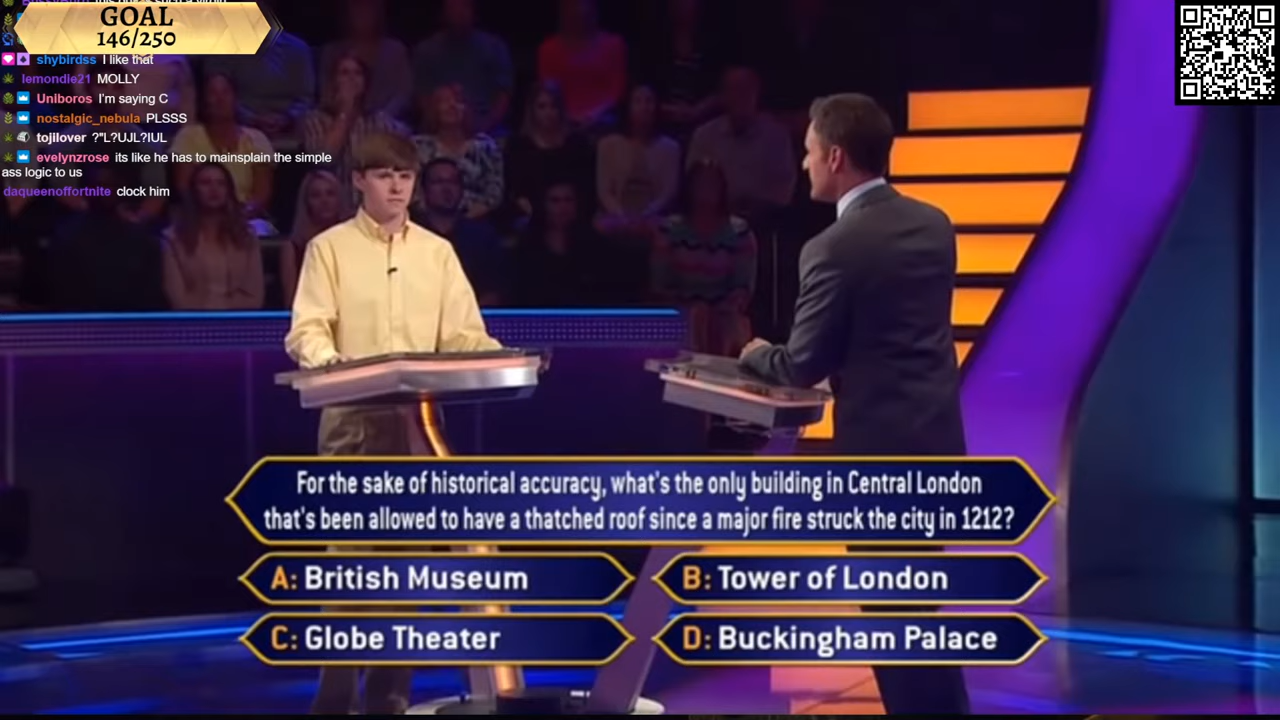 GOAL
146/250
shybirdss I like that
lemondie21 MOLLY
Uniboros I'm saying C
nostalgic_nebula PLSSS
tojilover ?"L?UJL?IUL
evelynzrose its like he has to mainsplain the simple
ass logic to us
daqueenoffortnite clock him
For the sake of historical accuracy, what's the only building in Central London
that's been allowed to have a thatched roof since a major fire struck the city in 1212?
A: British Museum
B: Tower of London
C: Globe Theater
D: Buckingham Palace